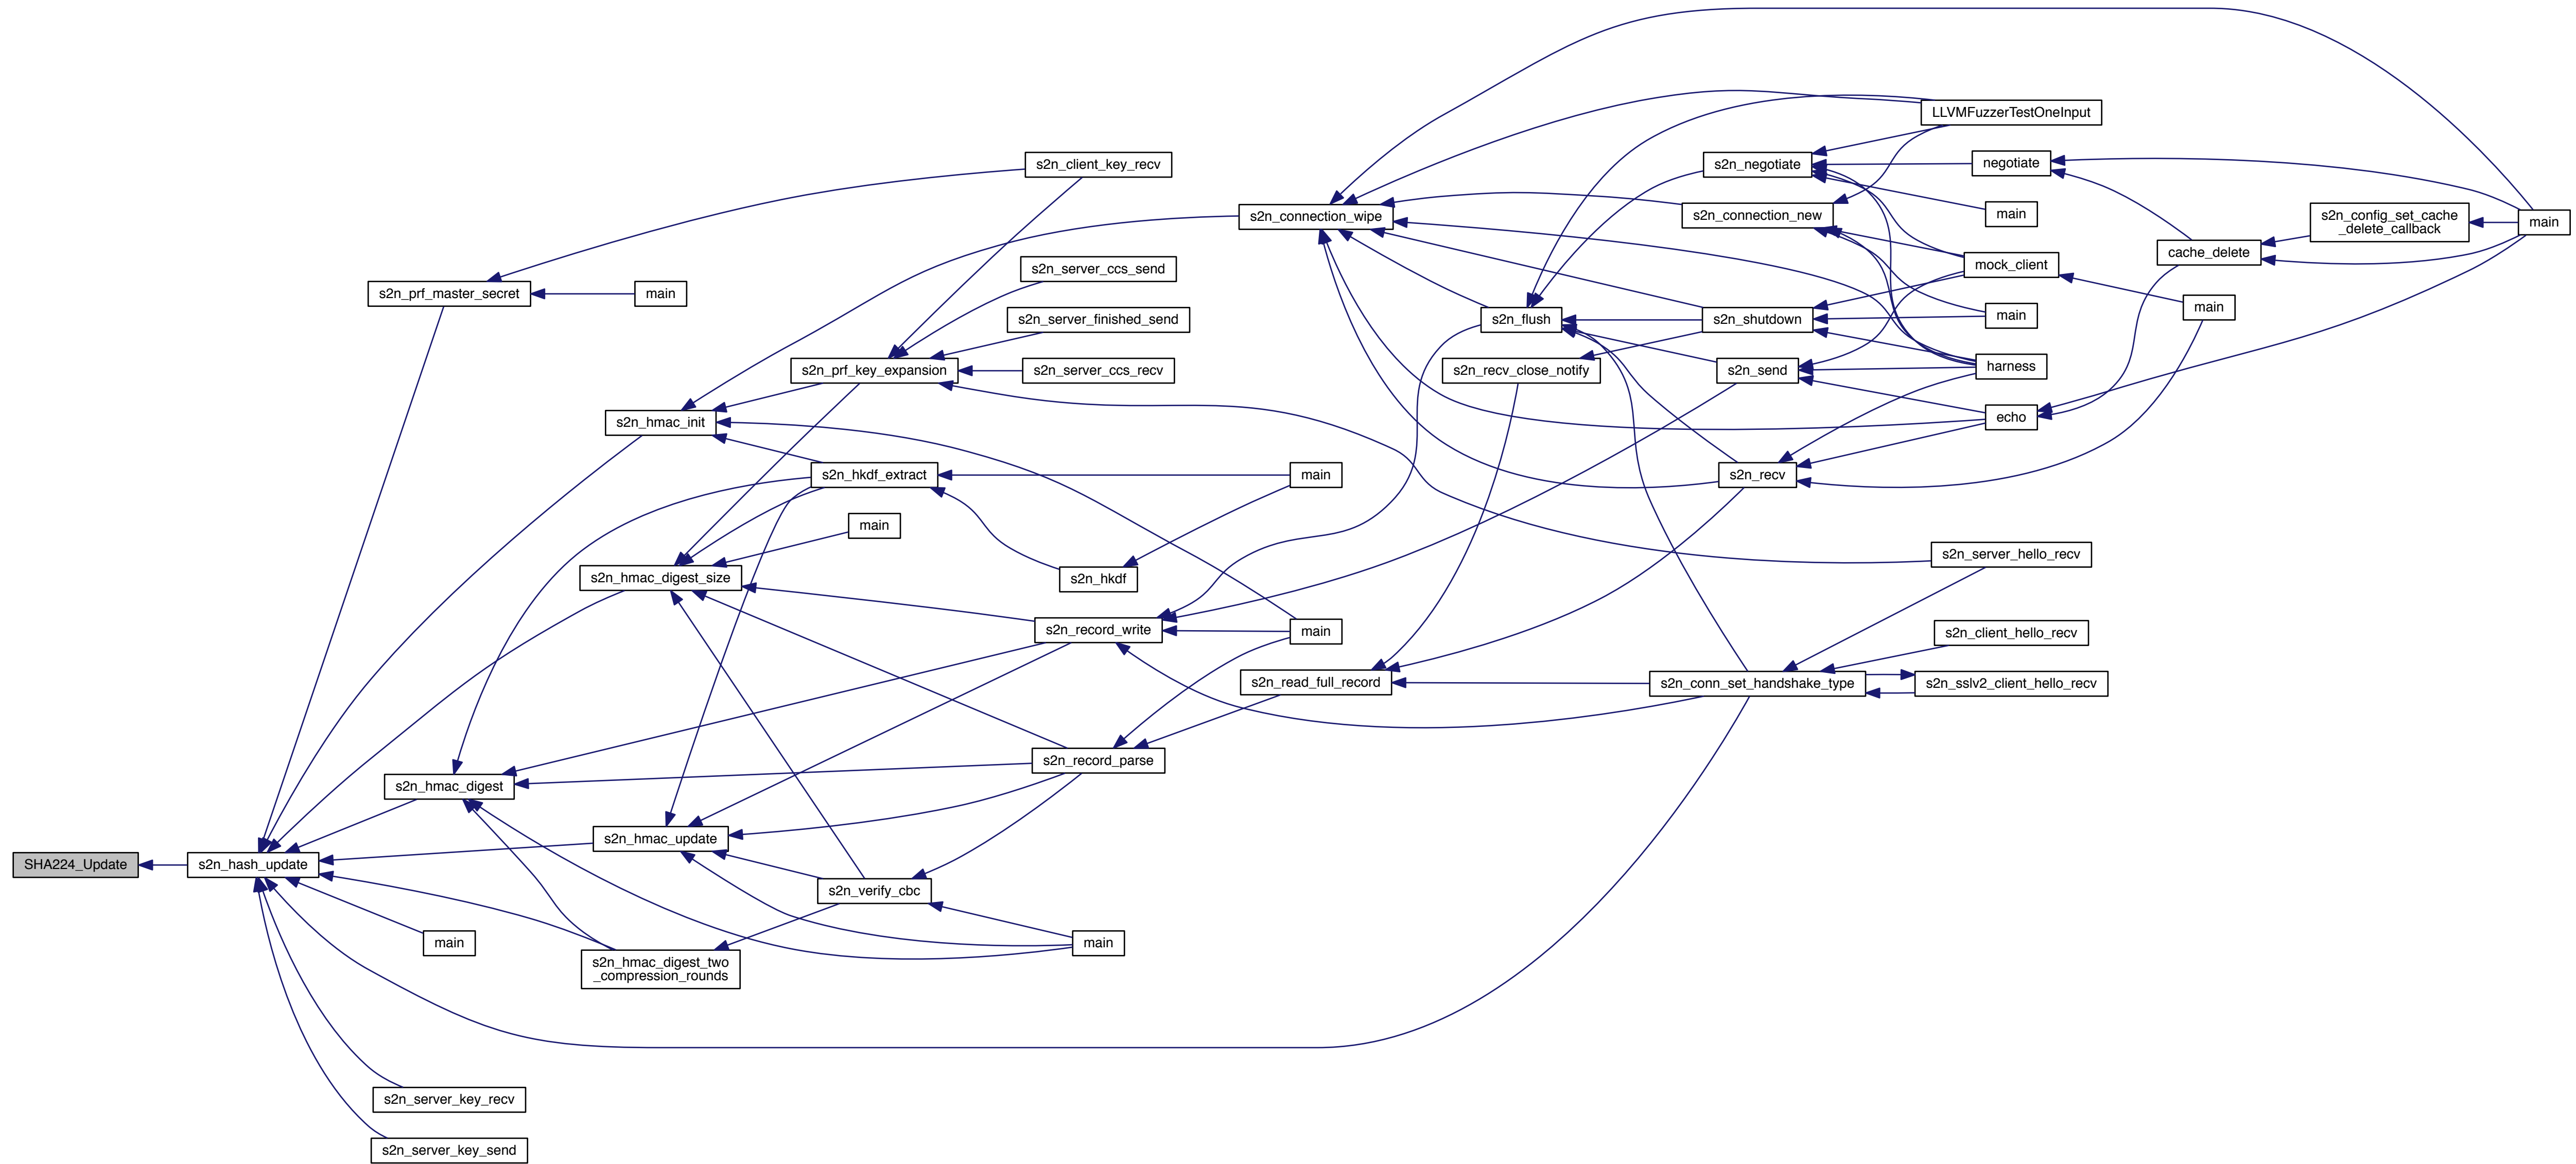 LLVMFuzzerTestOneInput
s2n_client_key_recv
s2n_negotiate
negotiate
s2n_connection_wipe
s2n_connection_new
main
s2n_config_set_cache
_delete_callback
main
cache_delete
s2n_server_ccs_send
mock_client
s2n_prf_master_secret
main
main
s2n_server_finished_send
s2n_flush
s2n_shutdown
main
s2n_prf_key_expansion
s2n_server_ccs_recv
s2n_recv_close_notify
s2n_send
harness
s2n_hmac_init
echo
s2n_hkdf_extract
main
s2n_recv
main
s2n_server_hello_recv
s2n_hmac_digest_size
s2n_hkdf
s2n_record_write
main
s2n_client_hello_recv
s2n_read_full_record
s2n_conn_set_handshake_type
s2n_sslv2_client_hello_recv
s2n_record_parse
s2n_hmac_digest
s2n_hmac_update
SHA224_Update
s2n_hash_update
s2n_verify_cbc
main
main
s2n_hmac_digest_two
_compression_rounds
s2n_server_key_recv
s2n_server_key_send